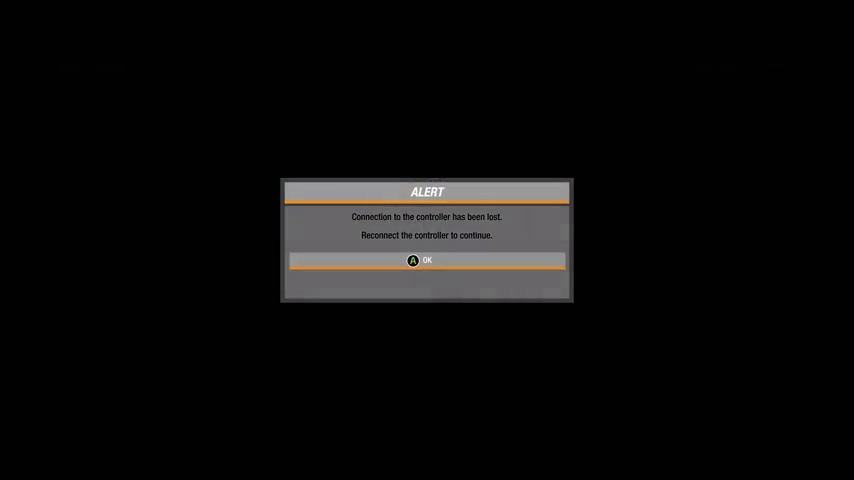 ALERT
Connection to the controller has been lost.
Reconnect the controller to continue.
A OK